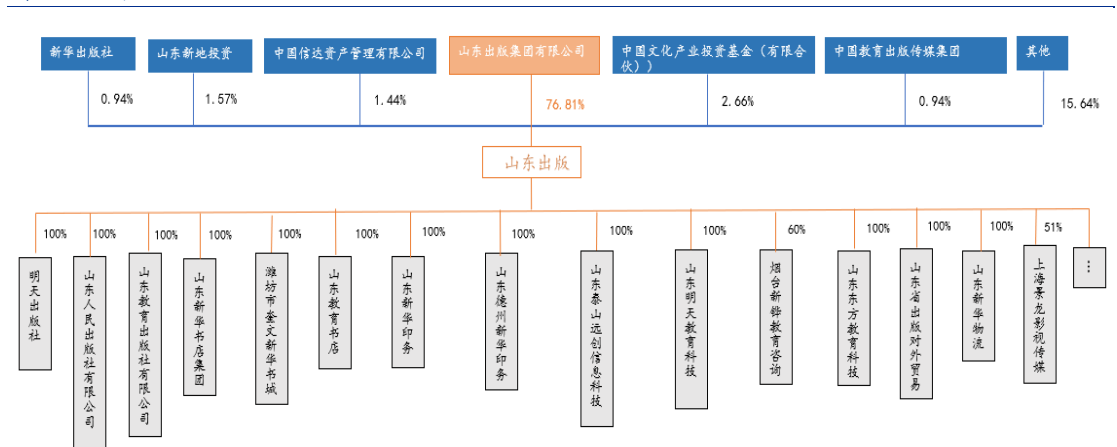 新华出版社
山东新地投资
中国信达资产管理有限公司
山东出版集团有限公司
中国文化产业投资基金（有限合
伙））
中国教育出版传媒集团
其他
0.94%
1.57%
1.44%
76.81%
2.66%
0.94%
15.64%
山东出版
100%
100%
100%
100%
100%
100%
100%
100%
100%
100%
60%
100%
100%
100%
51%
明天出版社
山东人民出版社有限公司
山东教育出版社有限公司
山东新华书店集团
潍坊市奎文新华书城
山东教育书店
山东新华印务
山东德州新华印务
山东泰山远创信息科技
山东明天教育科技
烟台新铧教育咨询
山东东方教育科技
山东省出版对外贸易
山东新华物流
上海景龙影视传媒
…